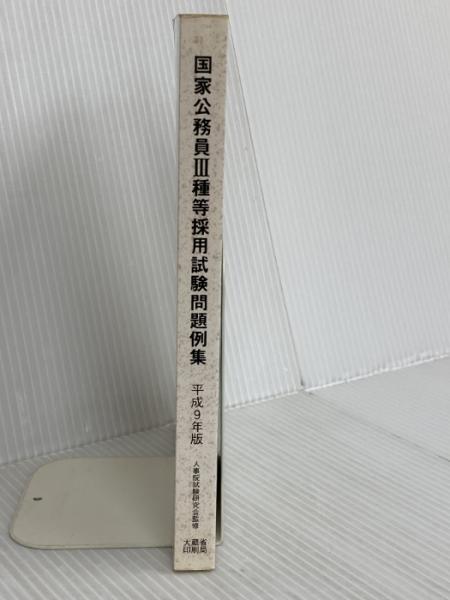 国家公務員Ⅲ種等採用試験問題例集
平成9年版
人事院試験研究会監修
大蔵省
印刷局